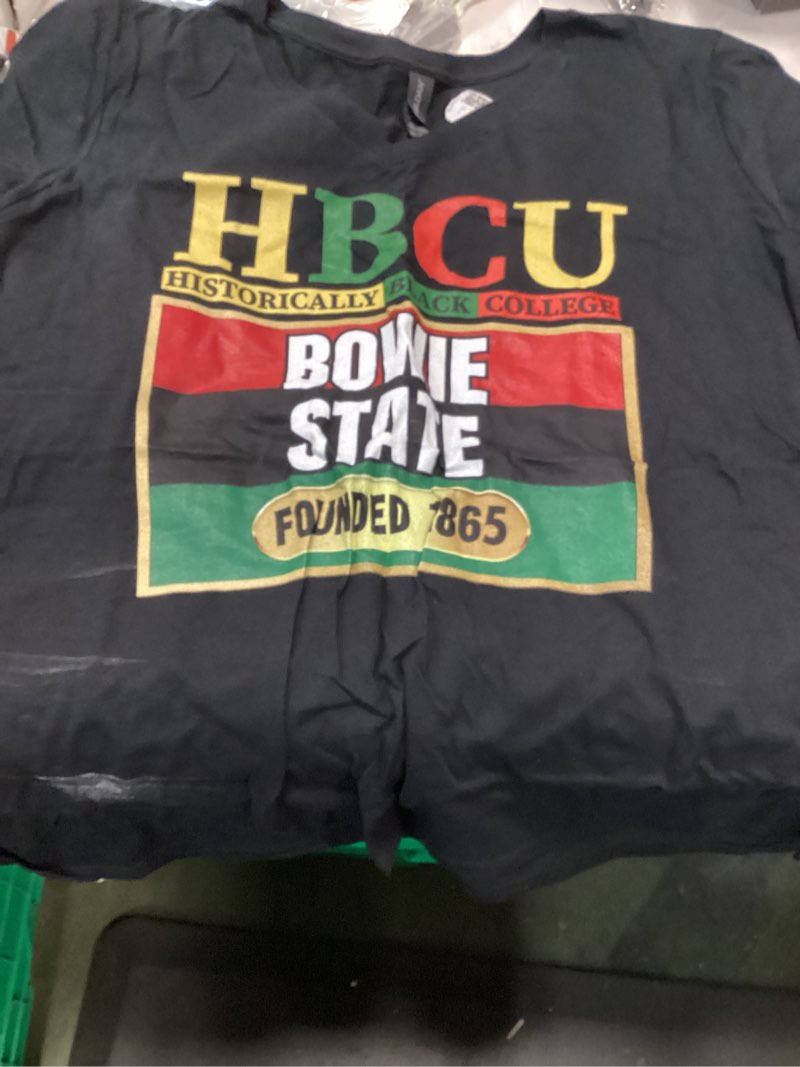 HBCU
HISTORICALLY BLACK COLLEGE
BOWIE
STATE
FOUNDED 1865